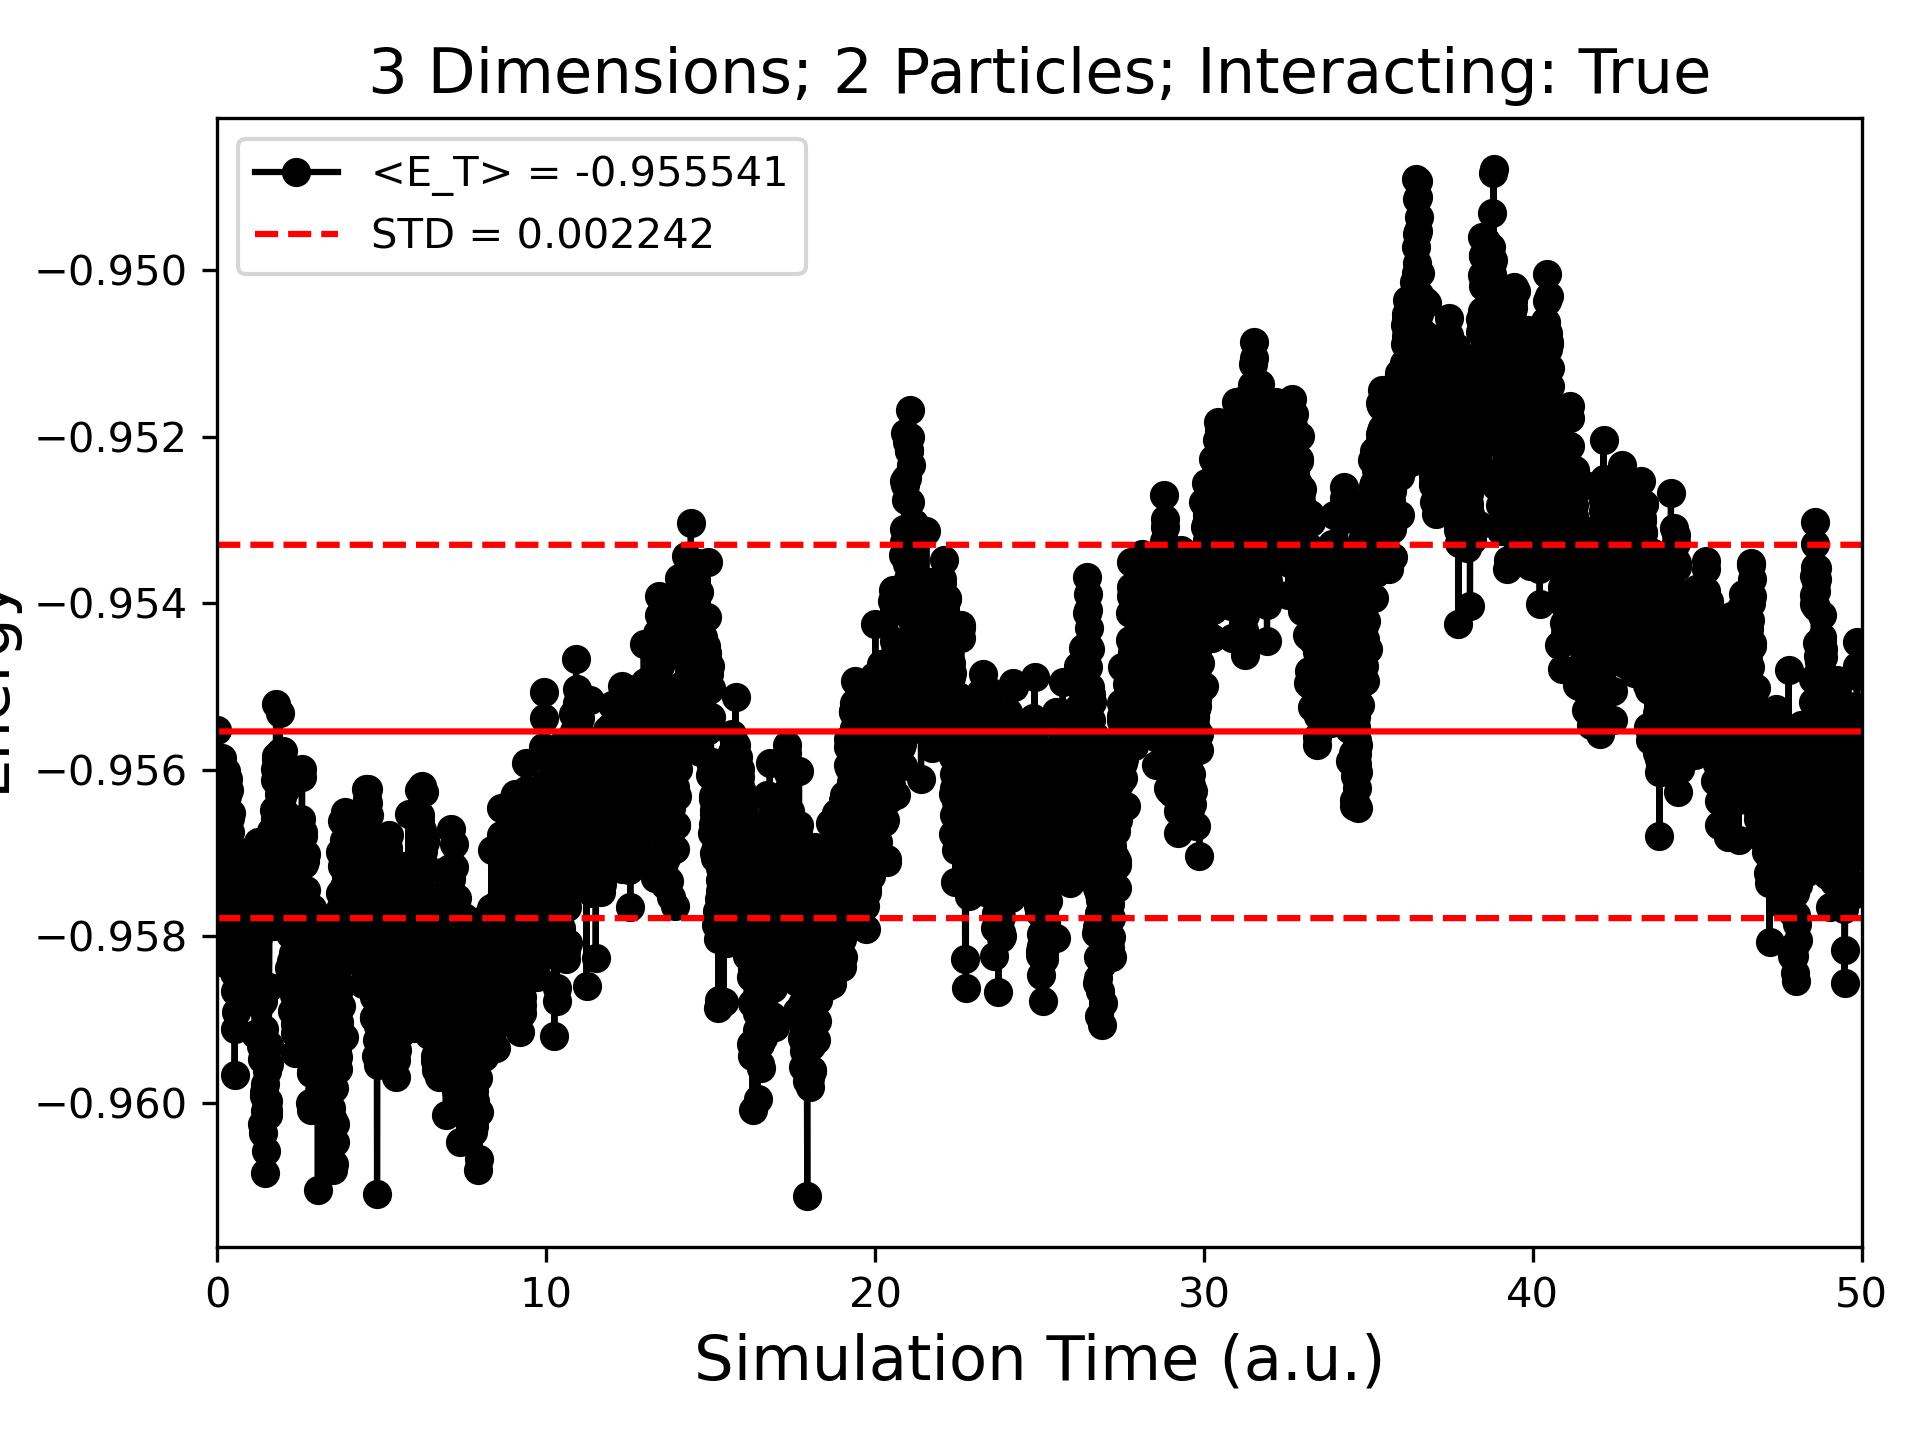 3 Dimensions; 2 Particles; Interacting: True
<E_T> = -0.955541
STD = 0.002242
−0.950
−0.952
−0.954
−0.956
−0.958
−0.960
Energy
0 10 20 30 40 50
Simulation Time (a.u.)